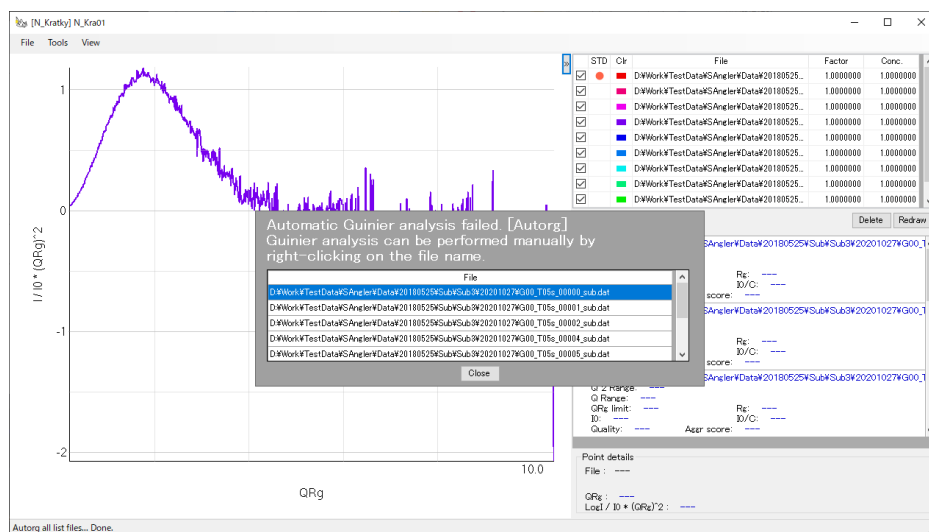 [N_Kratky] N_Kra01
File Tools View
STD Clr File Factor Conc.
D:¥Work¥TestData¥SAngler¥Data¥20180525... 1.0000000 1.0000000
D:¥Work¥TestData¥SAngler¥Data¥20180525... 1.0000000 1.0000000
D:¥Work¥TestData¥SAngler¥Data¥20180525... 1.0000000 1.0000000
D:¥Work¥TestData¥SAngler¥Data¥20180525... 1.0000000 1.0000000
D:¥Work¥TestData¥SAngler¥Data¥20180525... 1.0000000 1.0000000
D:¥Work¥TestData¥SAngler¥Data¥20180525... 1.0000000 1.0000000
D:¥Work¥TestData¥SAngler¥Data¥20180525... 1.0000000 1.0000000
D:¥Work¥TestData¥SAngler¥Data¥20180525... 1.0000000 1.0000000
D:¥Work¥TestData¥SAngler¥Data¥20180525... 1.0000000 1.0000000
Delete Redraw
1
0
-1
-2
I / I0 * (QRg)^2
10.0
QRg
Automatic Guinier analysis failed. [Autorg]
Guinier analysis can be performed manually by
right-clicking on the file name.
File
D:¥Work¥TestData¥SAngler¥Data¥20180525¥Sub¥Sub3¥20201027¥G00_T05s_00000_sub.dat
D:¥Work¥TestData¥SAngler¥Data¥20180525¥Sub¥Sub3¥20201027¥G00_T05s_00001_sub.dat
D:¥Work¥TestData¥SAngler¥Data¥20180525¥Sub¥Sub3¥20201027¥G00_T05s_00002_sub.dat
D:¥Work¥TestData¥SAngler¥Data¥20180525¥Sub¥Sub3¥20201027¥G00_T05s_00004_sub.dat
D:¥Work¥TestData¥SAngler¥Data¥20180525¥Sub¥Sub3¥20201027¥G00_T05s_00005_sub.dat
Close
SAngler¥Data¥20180525¥Sub¥Sub3¥20201027¥G00_T
Rg: ---
I0/C: ---
score: ---
SAngler¥Data¥20180525¥Sub¥Sub3¥20201027¥G00_T
Rg: ---
I0/C: ---
score: ---
SAngler¥Data¥20180525¥Sub¥Sub3¥20201027¥G00_T
Q^2 Range: ---
Q Range: ---
QRg limit: --- Rg: ---
I0: --- I0/C: ---
Quality: --- Aggr score: ---
Point details
File : ---
QRg : ---
LogI / I0 * (QRg)^2 : ---
Autorg all list files... Done.